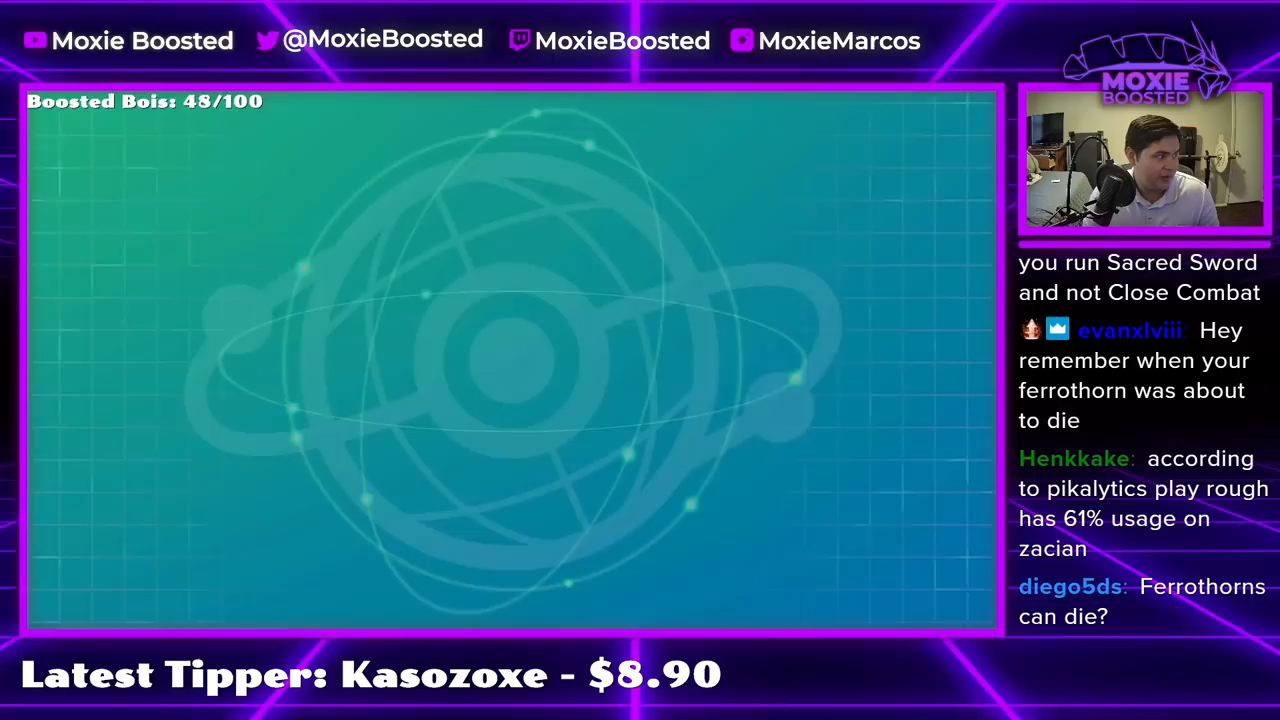 Moxie Boosted @MoxieBoosted MoxieBoosted MoxieMarcos
MOXIE
BOOSTED
Boosted Bois: 48/100
you run Sacred Sword
and not Close Combat
evanxlviii: Hey
remember when your
ferrothorn was about
to die
Henkkake: according
to pikalytics play rough
has 61% usage on
zacian
diego5ds: Ferrothorns
can die?
Latest Tipper: Kasozoxe - $8.90